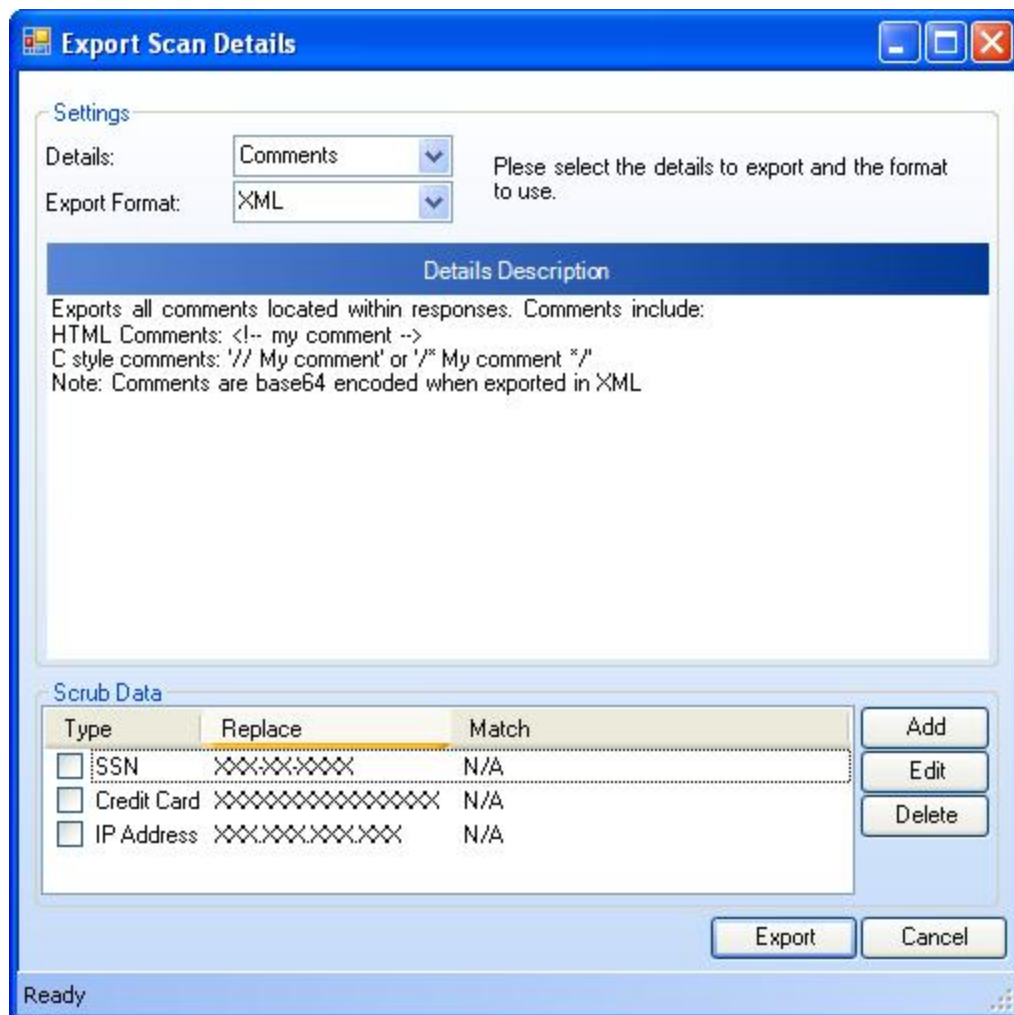 Export Scan Details
Settings
Details:
Comments
Export Format:
XML
Plese select the details to export and the format
to use.
Details Description
Exports all comments located within responses. Comments include:
HTML Comments: <!-- my comment -->
C style comments: '// My comment' or '/* My comment */'
Note: Comments are base64 encoded when exported in XML
Scrub Data
Type Replace Match
SSN XXX-XX-XXXX N/A
Credit Card XXXXXXXXXXXXXXXX N/A
IP Address XXX.XXX.XXX.XXX N/A
Add
Edit
Delete
Export
Cancel
Ready